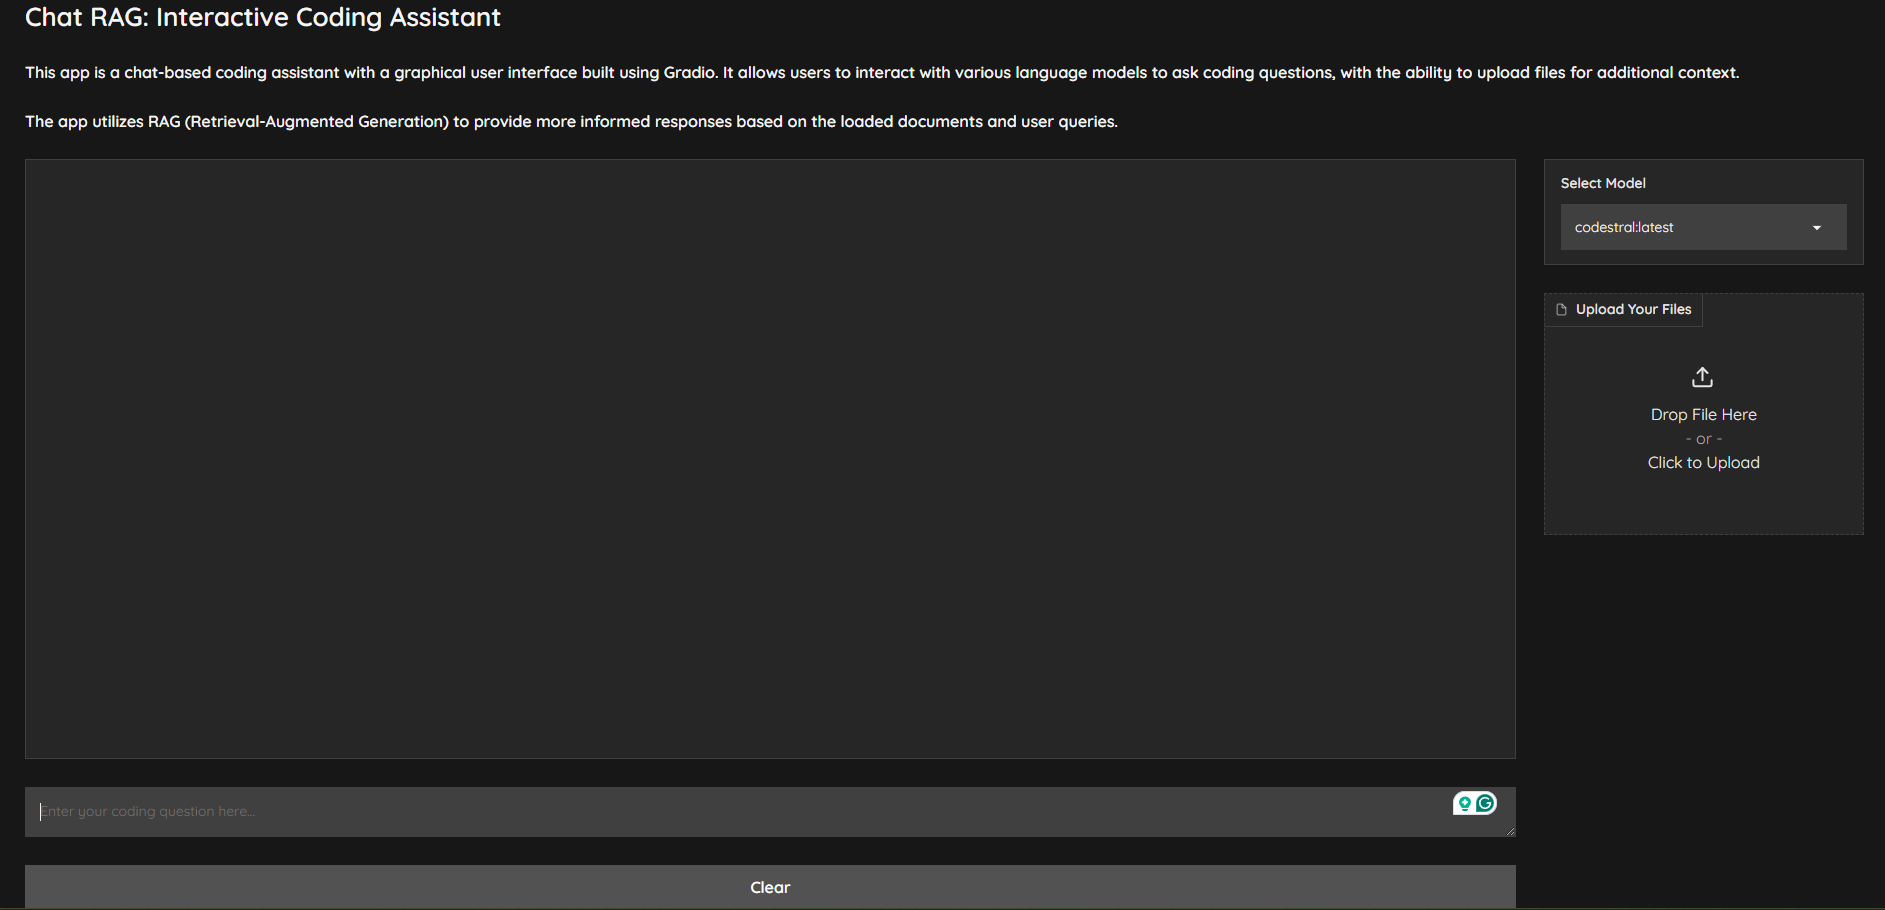 Chat RAG: Interactive Coding Assistant
This app is a chat-based coding assistant with a graphical user interface built using Gradio. It allows users to interact with various language models to ask coding questions, with the ability to upload files for additional context.
The app utilizes RAG (Retrieval-Augmented Generation) to provide more informed responses based on the loaded documents and user queries.
Select Model
codestral:latest
Upload Your Files
Drop File Here
- or -
Click to Upload
Enter your coding question here...
Clear